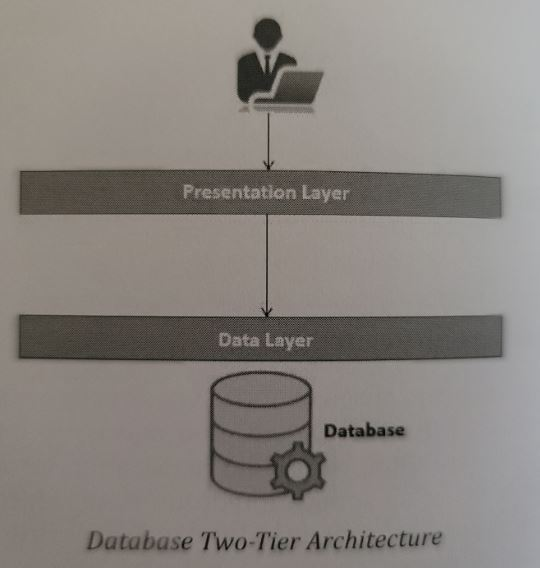 Presentation Layer
Data Layer
Database
Database Two-Tier Architecture